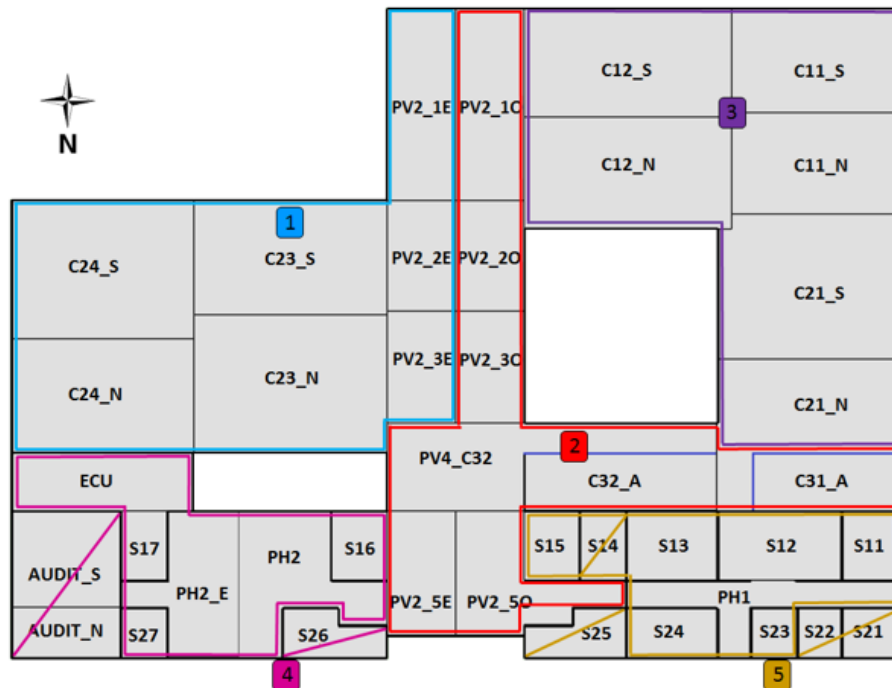 C12_S
C11_S
PV2_1E
PV2_1O
3
N
C12_N
C11_N
1
C24_S
C23_S
PV2_2E
PV2_2O
C21_S
C24_N
C23_N
PV2_3E
PV2_3O
C21_N
2
PV4_C32
ECU
C32_A
C31_A
S17
PH2
S16
S15
S14
S13
S12
S11
AUDIT_S
PH2_E
PV2_5E
PV2_5O
PH1
AUDIT_N
S27
S26
S25
S24
S23
S22
S21
4
5